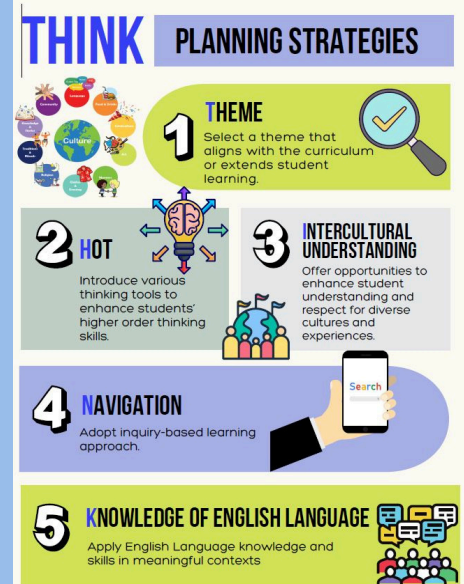 THINK PLANNING STRATEGIES
Culture
1 THEME
Select a theme that
aligns with the curriculum
or extends student
learning.
2 HOT
Introduce various
thinking tools to
enhance students'
higher order thinking
skills.
3 INTERCULTURAL
UNDERSTANDING
Offer opportunities to
enhance student
understanding and
respect for diverse
cultures and
experiences.
4 NAVIGATION
Adopt inquiry-based learning
approach.
Search
5 KNOWLEDGE OF ENGLISH LANGUAGE
Apply English Language knowledge and
skills in meaningful contexts